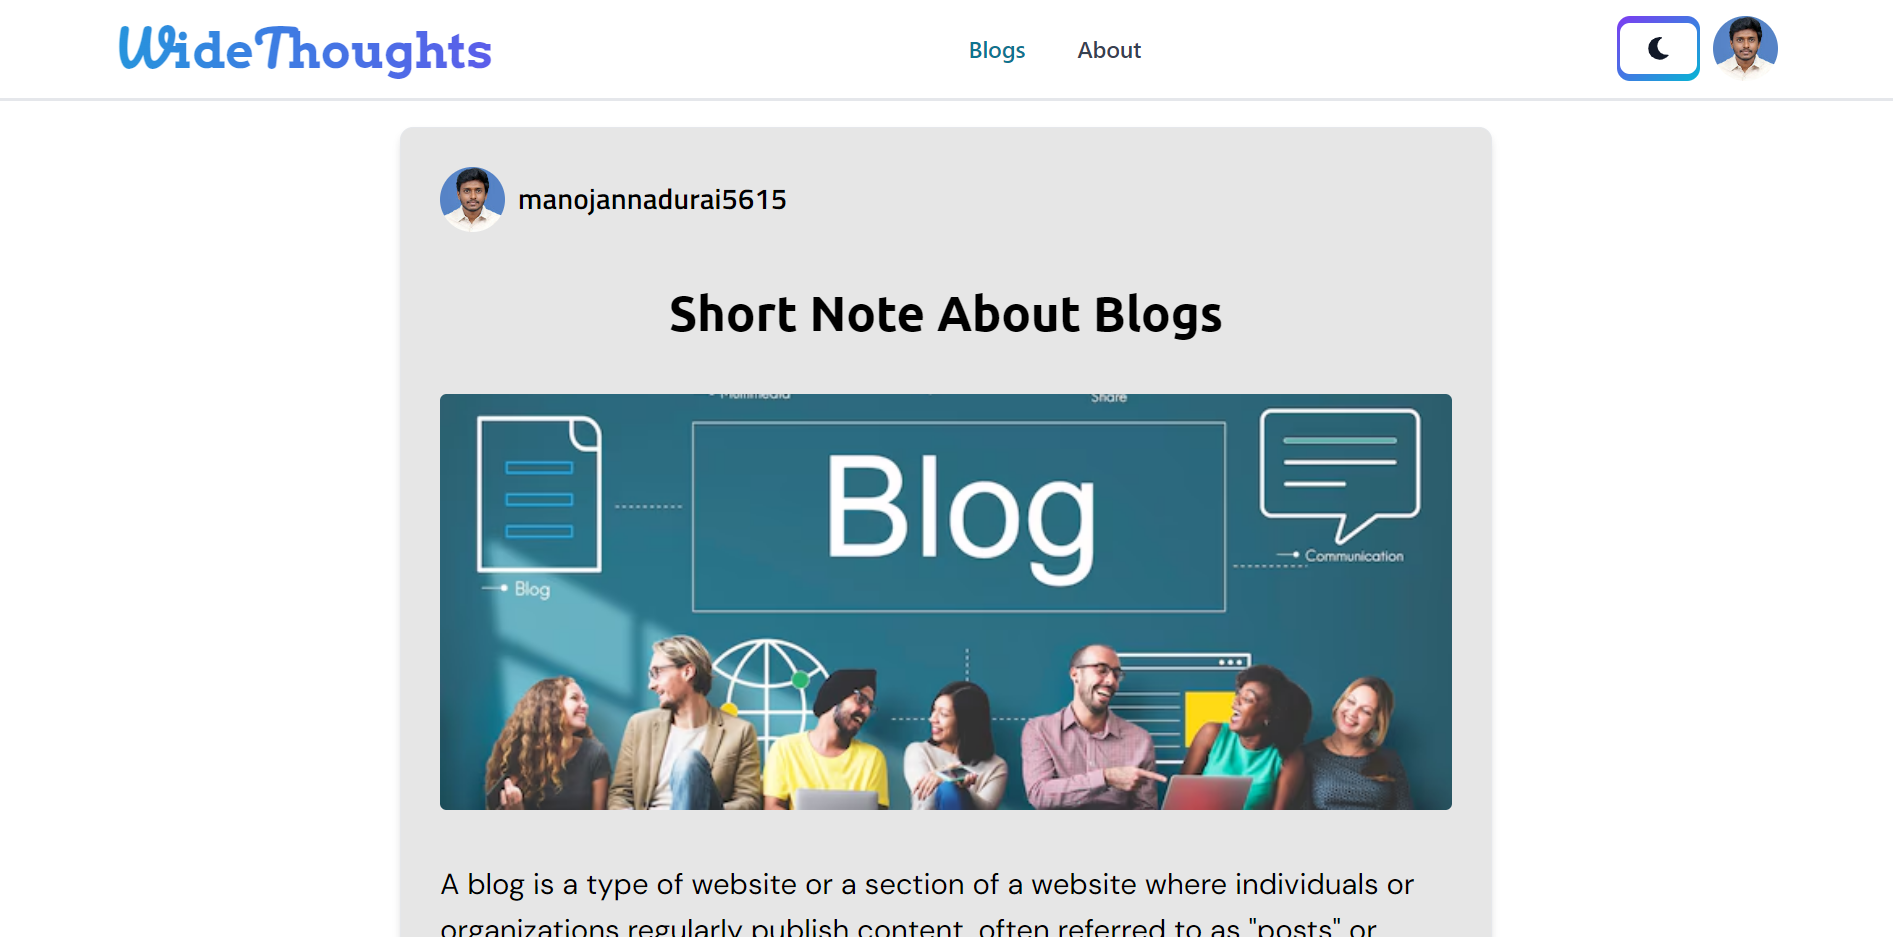 WideThoughts
Blogs About
manojannadurai5615
Short Note About Blogs
Multimedia Share
Blog
Communication
Blog
A blog is a type of website or a section of a website where individuals or
organizations regularly publish content, often referred to as "posts" or